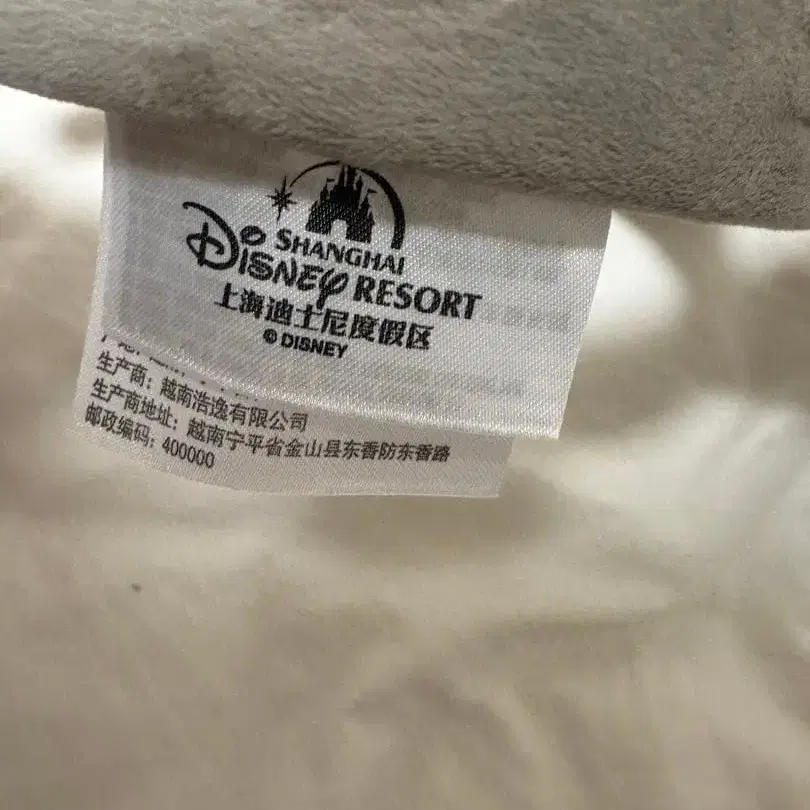 SHANGHAI
DISNEY RESORT
上海迪士尼度假区
© DISNEY
生产商: 越南浩逸有限公司
生产商地址: 越南宁平省金山县东香防东香路
邮政编码: 400000